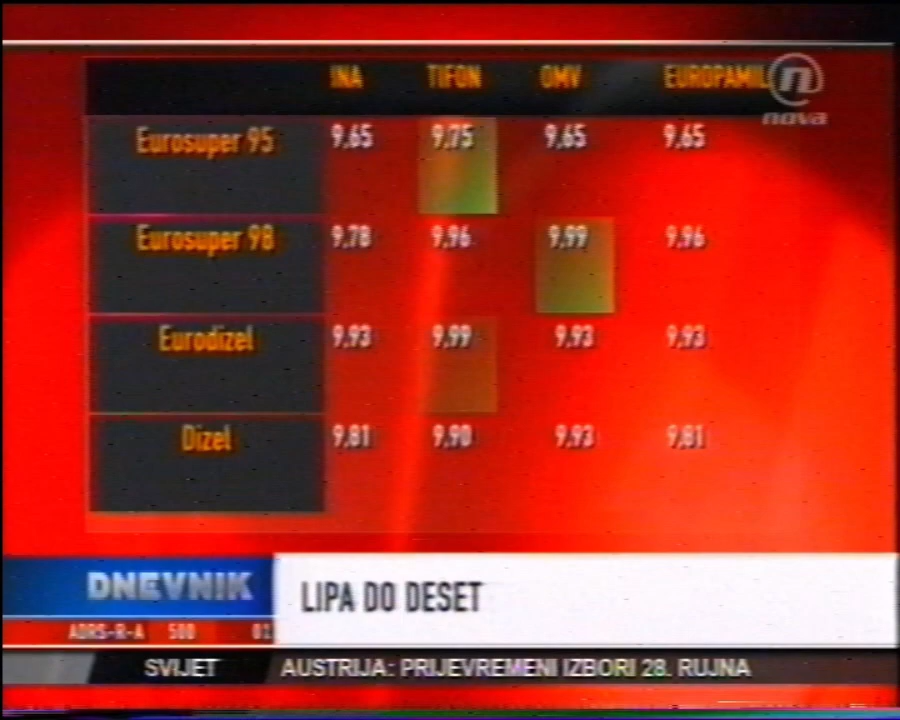 INA TIFON OMV EUROPAMIL
nova
Eurosuper 95 9,65 9,75 9,65 9,65
Eurosuper 98 9,78 9,96 9,99 9,96
Eurodizel 9,93 9,99 9,93 9,93
Dizel 9,81 9,90 9,93 9,81
DNEVNIK
LIPA DO DESET
ADRS-R-A 500
SVIJET AUSTRIJA: PRIJEVREMENI IZBORI 28. RUJNA